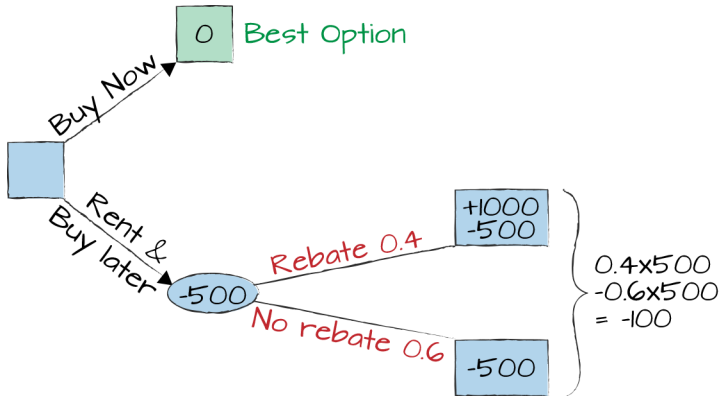 0
Best Option
Buy Now
Rent &
Buy later
-500
Rebate 0.4
No rebate 0.6
+1000
-500
-500
0.4x500
-0.6x500
= -100